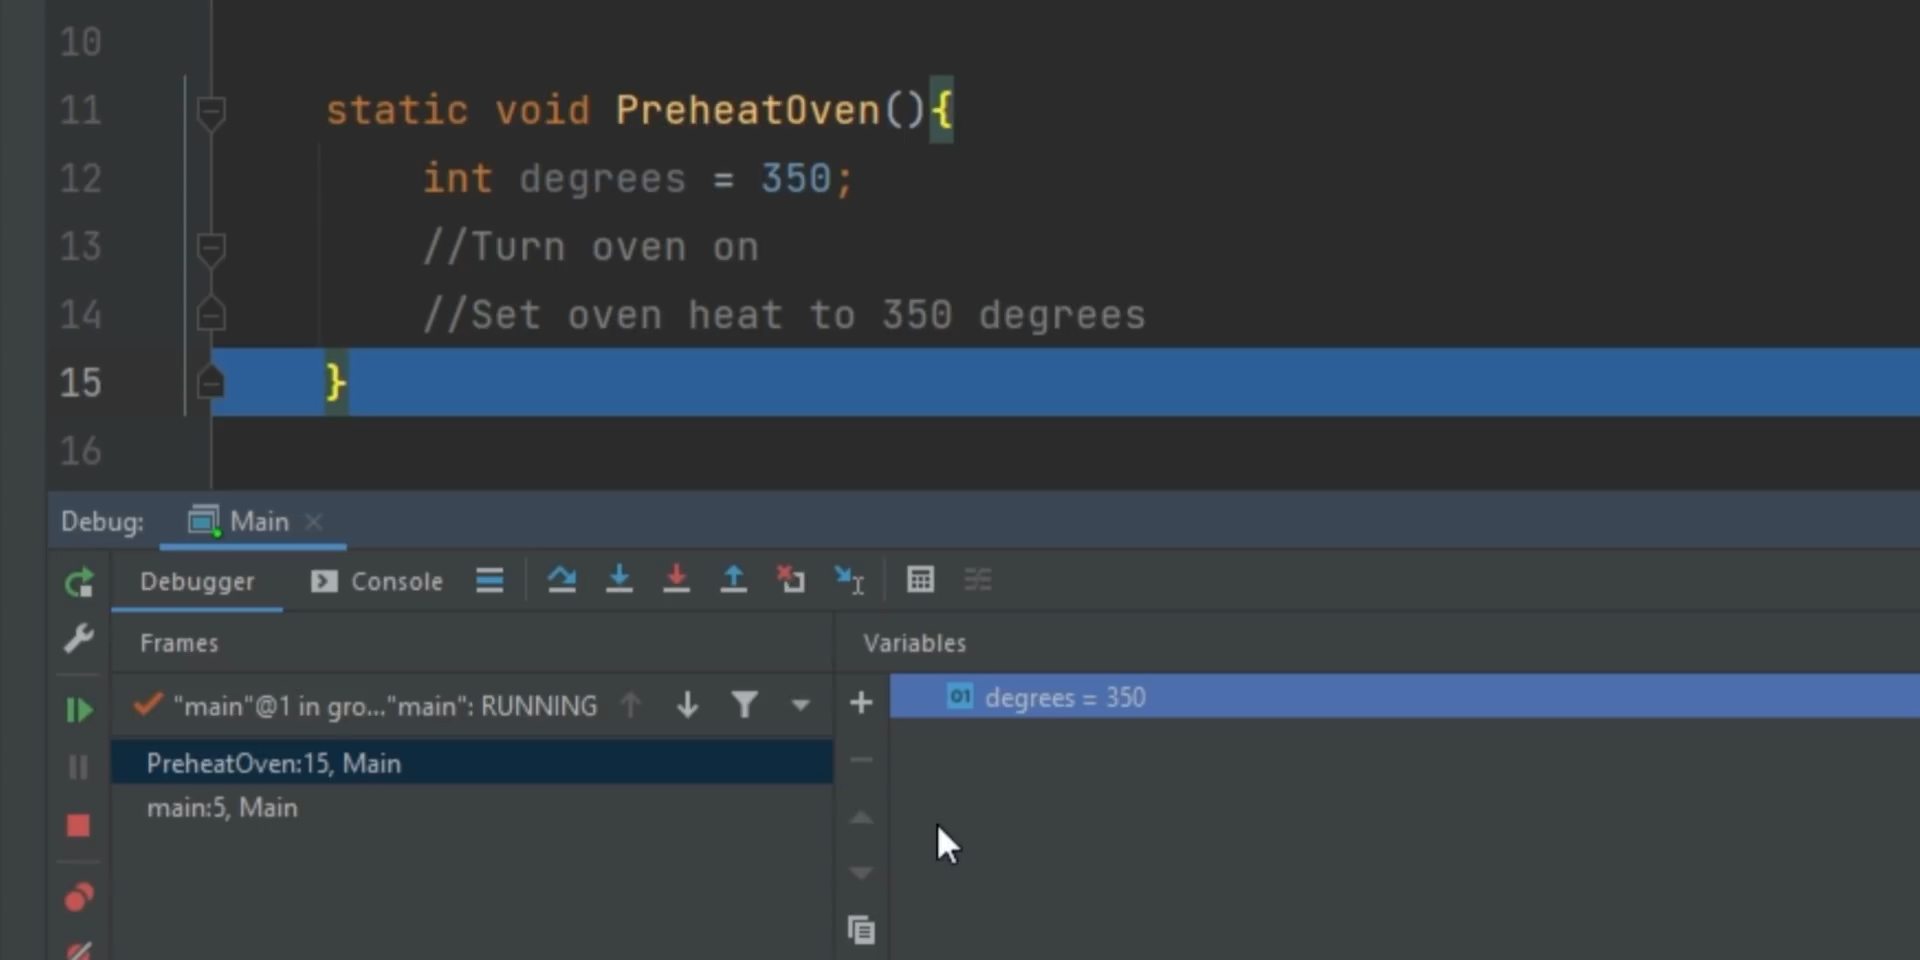 10
11 static void PreheatOven(){
12 int degrees = 350;
13 //Turn oven on
14 //Set oven heat to 350 degrees
15 }
16
Debug: Main
Debugger Console
Frames Variables
"main"@1 in gro..."main": RUNNING
01 degrees = 350
PreheatOven:15, Main
main:5, Main